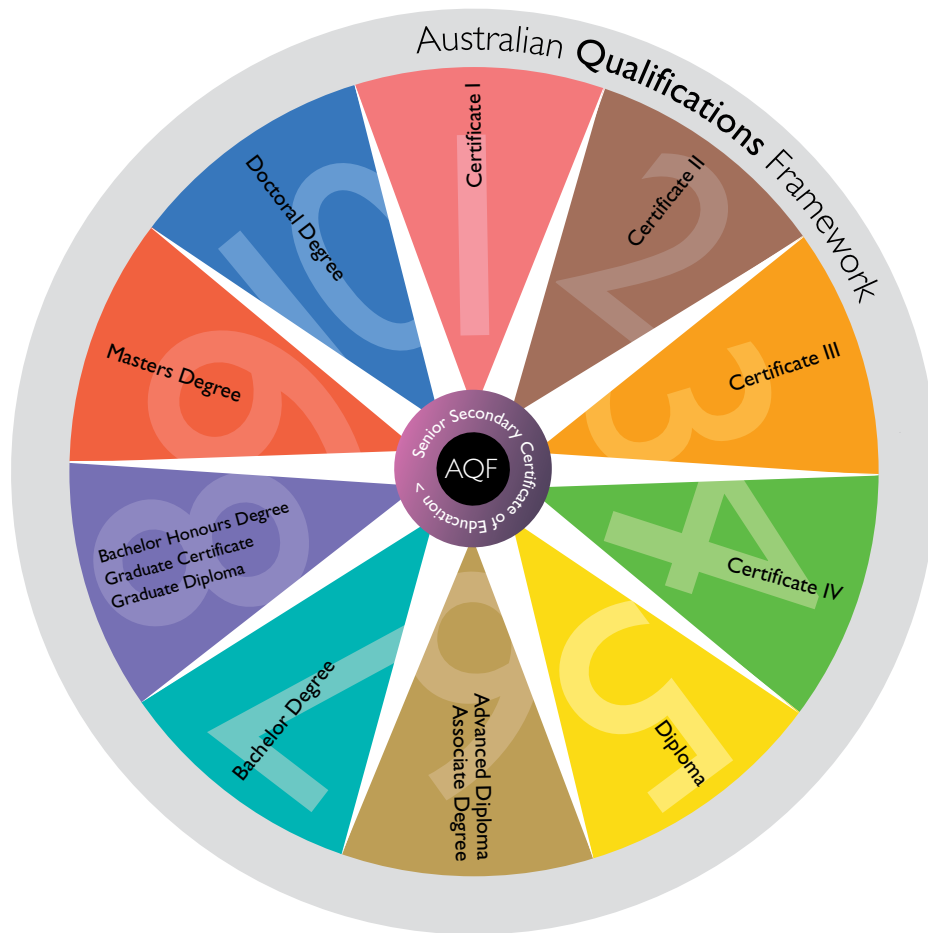 Australian Qualifications Framework
1
Certificate I
2
Certificate II
3
Certificate III
4
Certificate IV
5
Diploma
6
Advanced Diploma
Associate Degree
7
Bachelor Degree
8
Bachelor Honours Degree
Graduate Certificate
Graduate Diploma
9
Masters Degree
10
Doctoral Degree
Senior Secondary Certificate of Education >
AQF